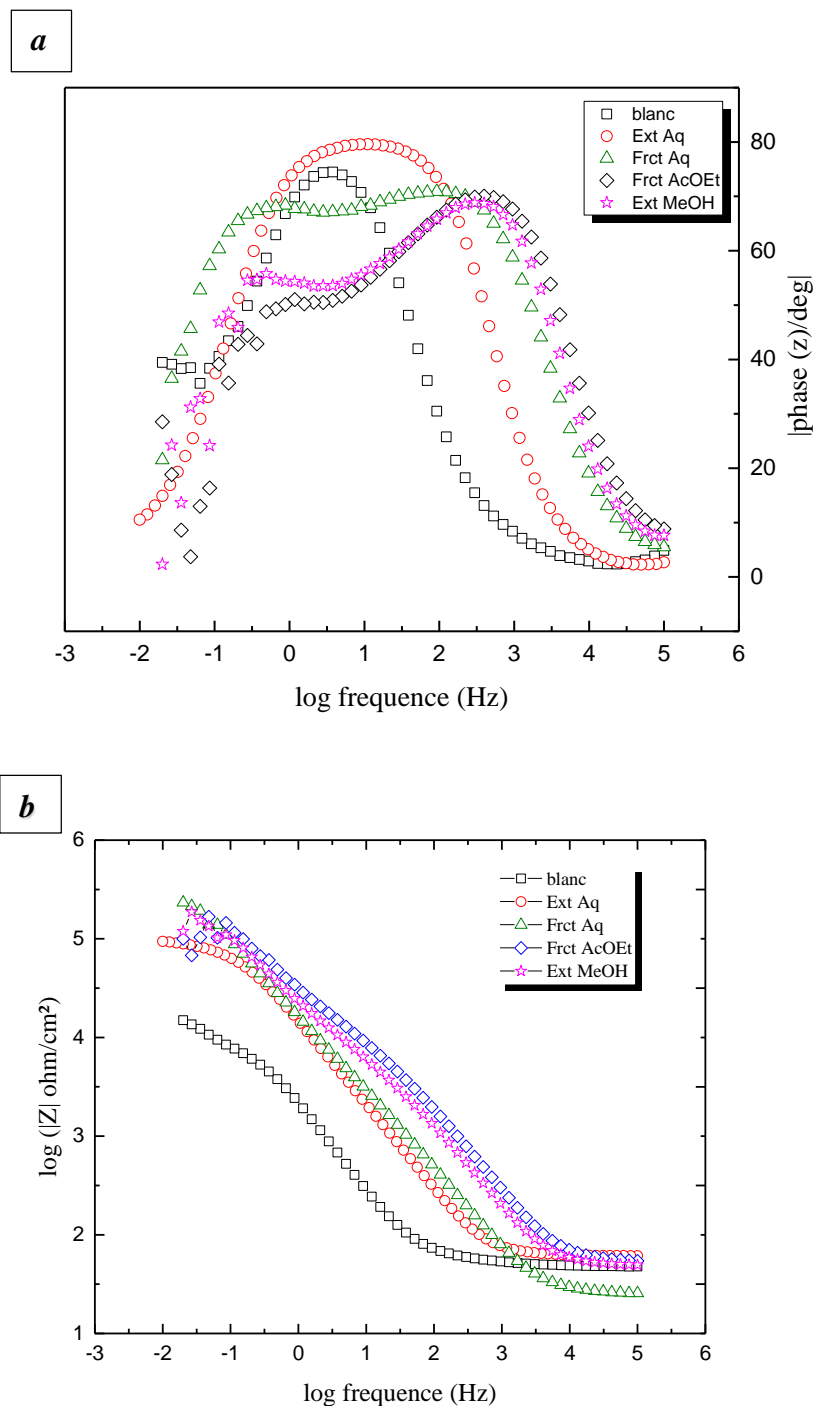 a
blanc
Ext Aq
Frct Aq
Frct AcOEt
Ext MeOH
80
60
40
20
0
|phase (z)/deg|
-3 -2 -1 0 1 2 3 4 5 6
log frequence (Hz)
b
6
5
4
3
2
1
log (|Z| ohm/cm²)
blanc
Ext Aq
Frct Aq
Frct AcOEt
Ext MeOH
-3 -2 -1 0 1 2 3 4 5 6
log frequence (Hz)